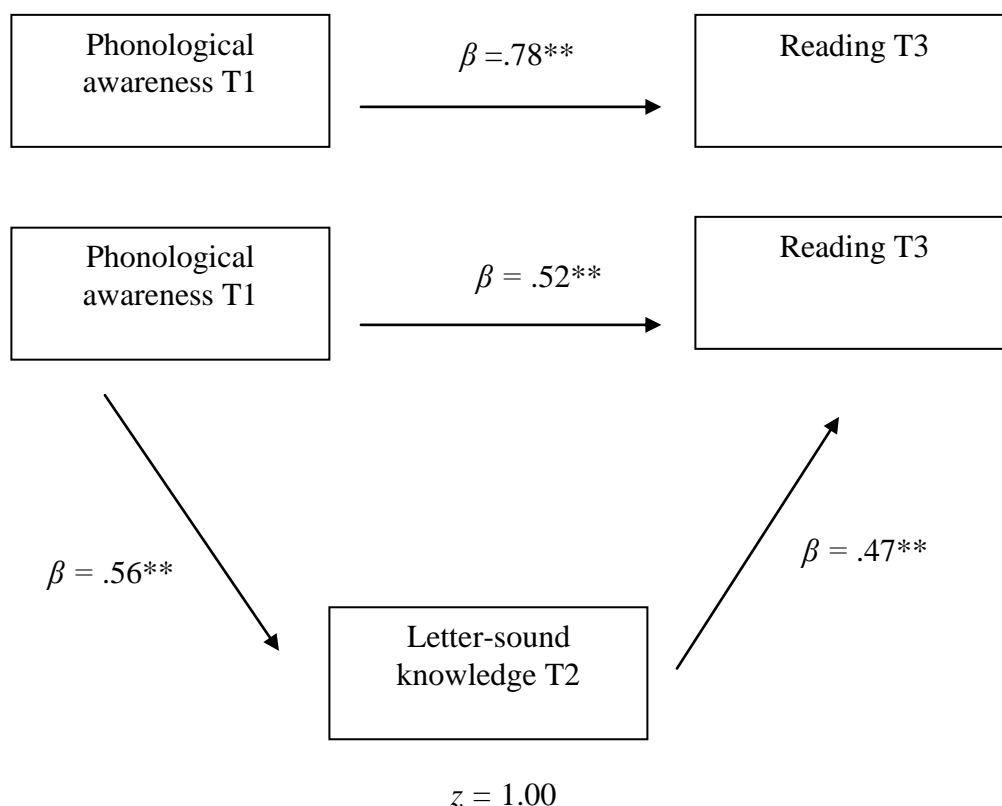 Phonological
awareness T1
β =.78**
Reading T3
Phonological
awareness T1
β = .52**
Reading T3
β = .56**
β = .47**
Letter-sound
knowledge T2
z = 1.00